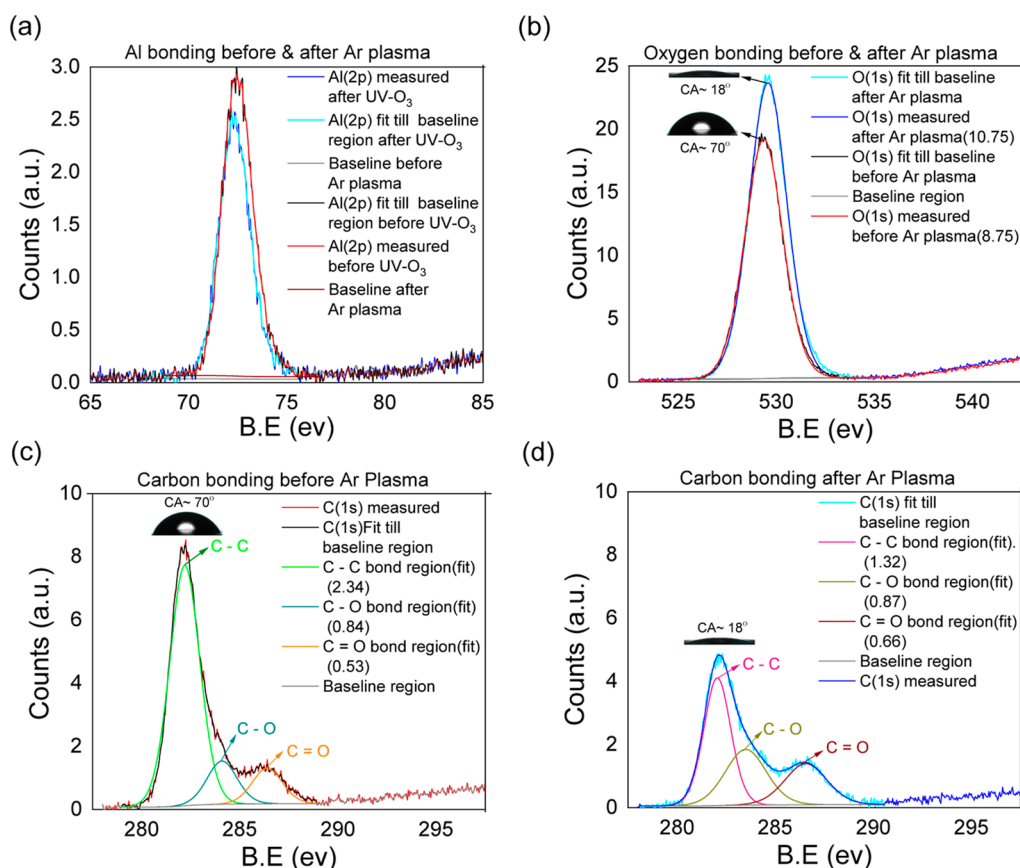 (a)
Al bonding before & after Ar plasma
3.0
2.5
2.0
1.5
1.0
0.5
0.0
Counts (a.u.)
65
70
75
80
85
B.E (ev)
Al(2p) measured
after UV-O₃
Al(2p) fit till baseline
region after UV-O₃
Baseline before
Ar plasma
Al(2p) fit till baseline
region before UV-O₃
Al(2p) measured
before UV-O₃
Baseline after
Ar plasma
(b)
Oxygen bonding before & after Ar plasma
25
20
15
10
5
0
Counts (a.u.)
525
530
535
540
B.E (ev)
CA~ 18°
CA~ 70°
O(1s) fit till baseline
after Ar plasma
O(1s) measured
after Ar plasma(10.75)
O(1s) fit till baseline
before Ar plasma
Baseline region
O(1s) measured
before Ar plasma(8.75)
(c)
Carbon bonding before Ar Plasma
10
8
6
4
2
0
Counts (a.u.)
280
285
290
295
B.E (ev)
CA~ 70°
C - C
C - O
C = O
C(1s) measured
C(1s)Fit till
baseline region
C - C bond region(fit)
(2.34)
C - O bond region(fit)
(0.84)
C = O bond region(fit)
(0.53)
Baseline region
(d)
Carbon bonding after Ar Plasma
10
8
6
4
2
0
Counts (a.u.)
280
285
290
295
B.E (ev)
CA~ 18°
C - C
C - O
C = O
C(1s) fit till
baseline region
C - C bond region(fit).
(1.32)
C - O bond region(fit)
(0.87)
C = O bond region(fit)
(0.66)
Baseline region
C(1s) measured